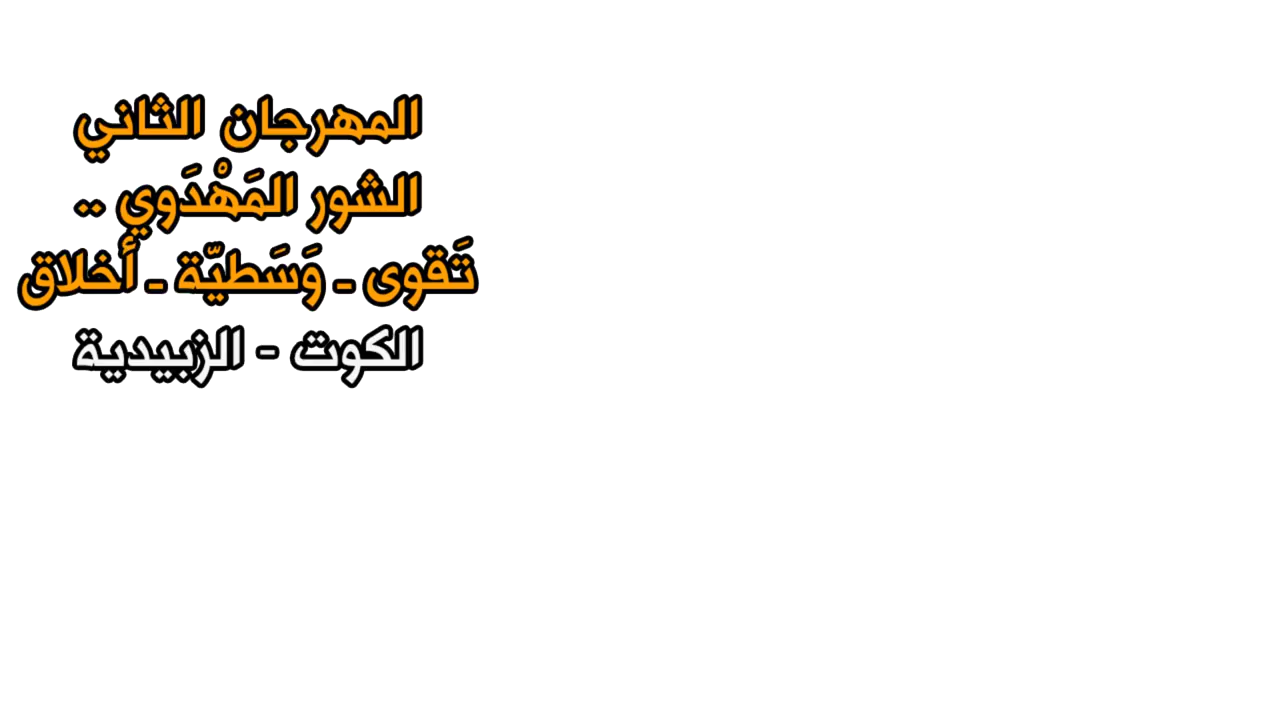 المهرجان الثاني
الشور المَهْدَوي ..
تَقوى ـ وَسَطيّة ـ أخلاق
الكوت - الزبيدية